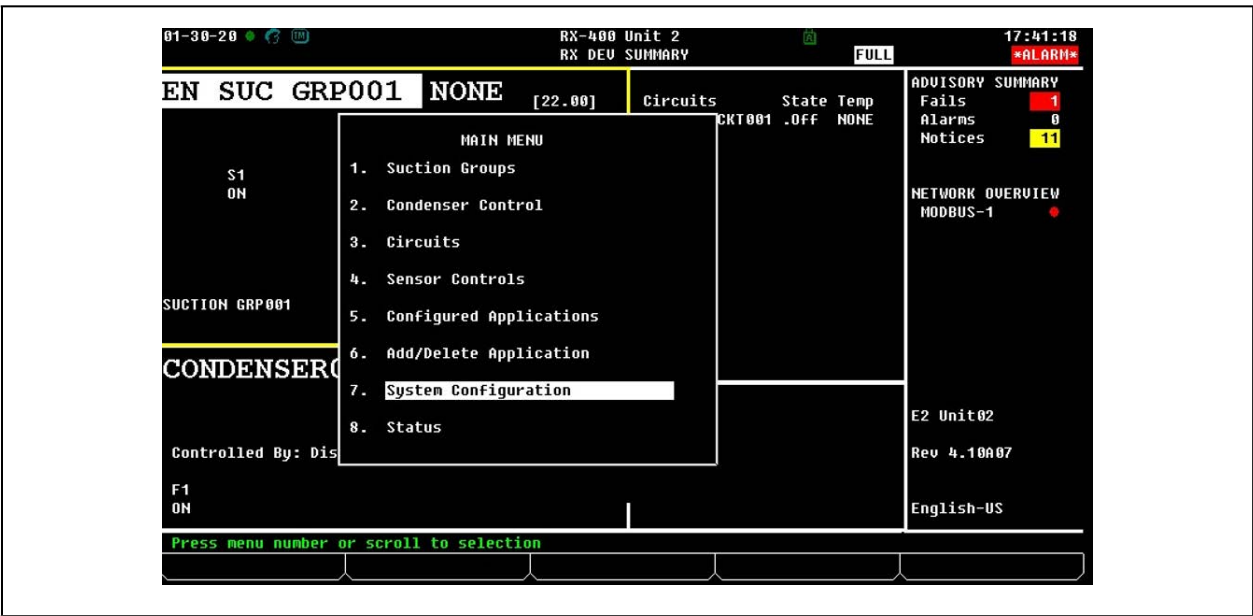 01-30-20 TM RX-400 Unit 2 17:41:18
RX DEV SUMMARY FULL *ALARM*
EN SUC GRP001 NONE [22.00]
Circuits State Temp
CKT001 .Off NONE
S1
ON
SUCTION GRP001
MAIN MENU
1. Suction Groups
2. Condenser Control
3. Circuits
4. Sensor Controls
5. Configured Applications
6. Add/Delete Application
7. System Configuration
8. Status
CONDENSER
Controlled By: Dis
F1
ON
ADVISORY SUMMARY
Fails 1
Alarms 0
Notices 11
NETWORK OVERVIEW
MODBUS-1
E2 Unit02
Rev 4.10A07
English-US
Press menu number or scroll to selection